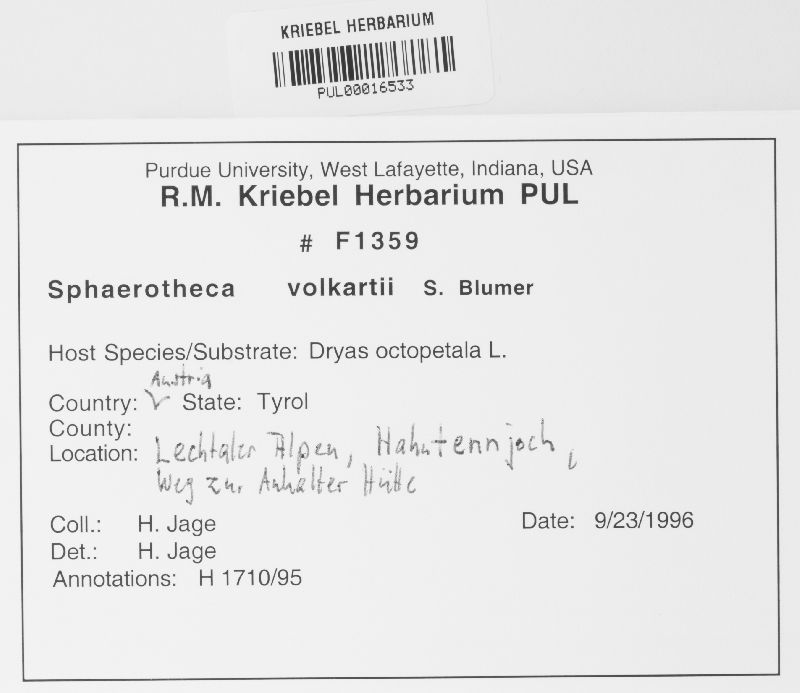 KRIEBEL HERBARIUM
PUL00016533
Purdue University, West Lafayette, Indiana, USA
R.M. Kriebel Herbarium PUL
# F1359
Sphaerotheca volkartii S. Blumer
Host Species/Substrate: Dryas octopetala L.
Austria
Country: State: Tyrol
County:
Location: Lechtaler Alpen, Hahntennjoch,
Weg zur Anhalter Hütte
Coll.: H. Jage Date: 9/23/1996
Det.: H. Jage
Annotations: H 1710/95